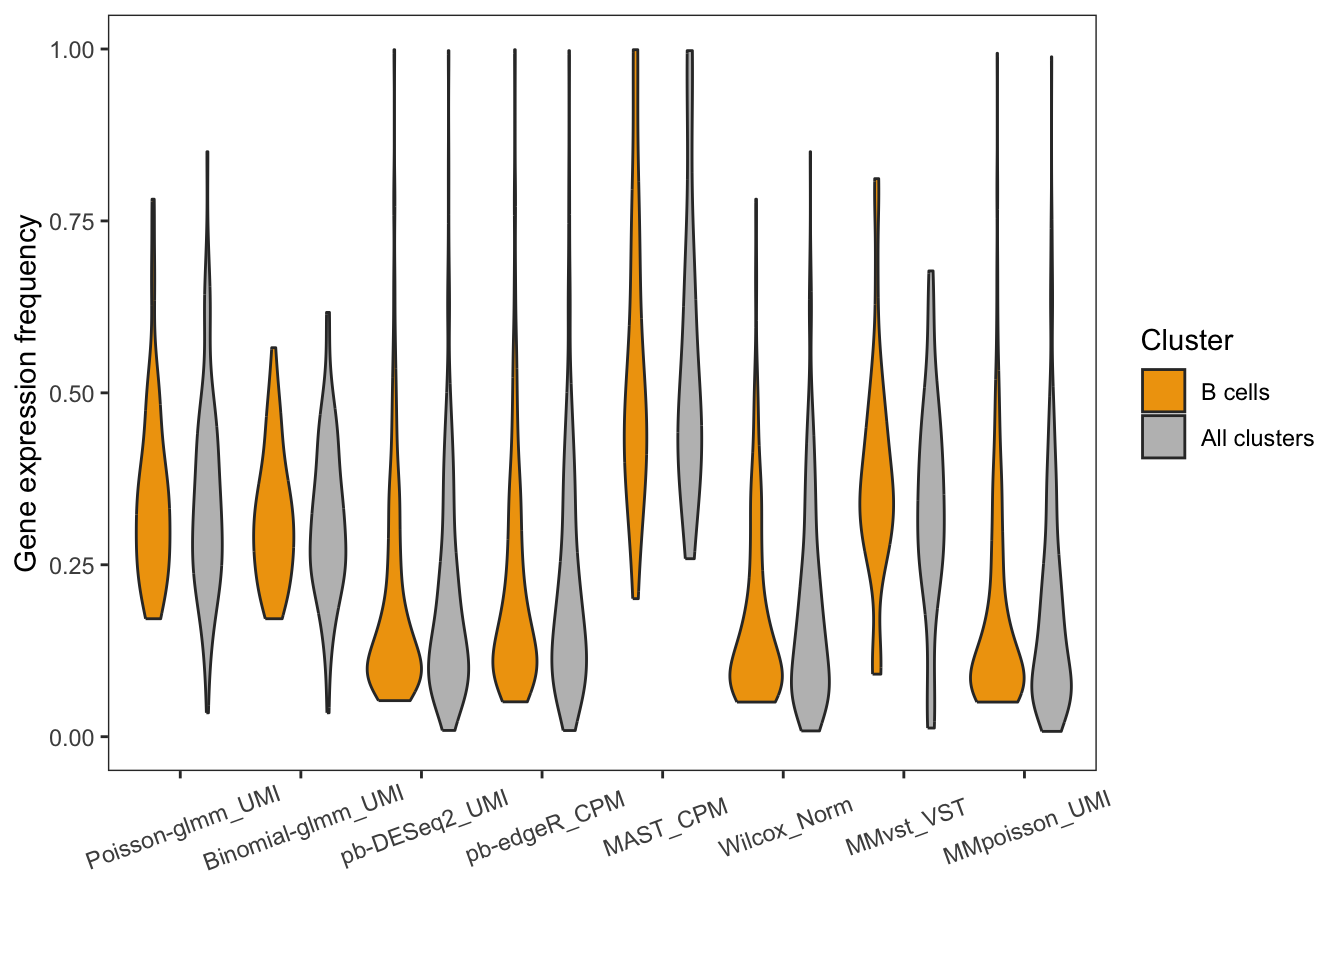 Gene expression frequency
1.00
0.75
0.50
0.25
0.00
Poisson-glmm_UMI
Binomial-glmm_UMI
pb-DESeq2_UMI
pb-edgeR_CPM
MAST_CPM
Wilcox_Norm
MMvst_VST
MMpoisson_UMI
Cluster
B cells
All clusters